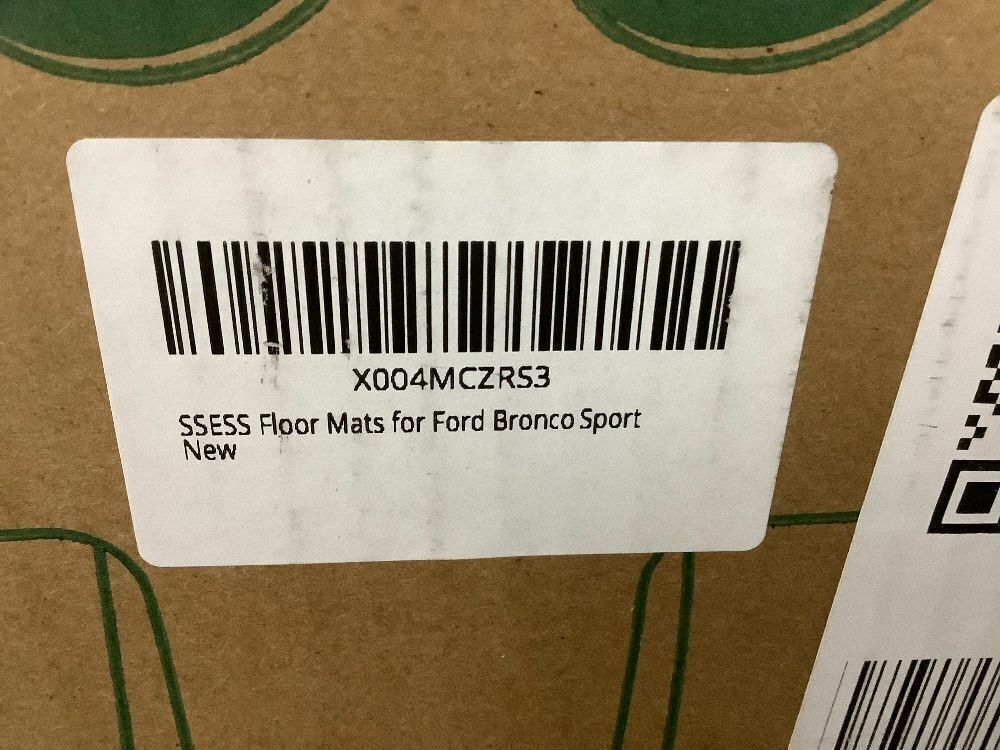 X004MCZRS3
SSESS Floor Mats for Ford Bronco Sport
New